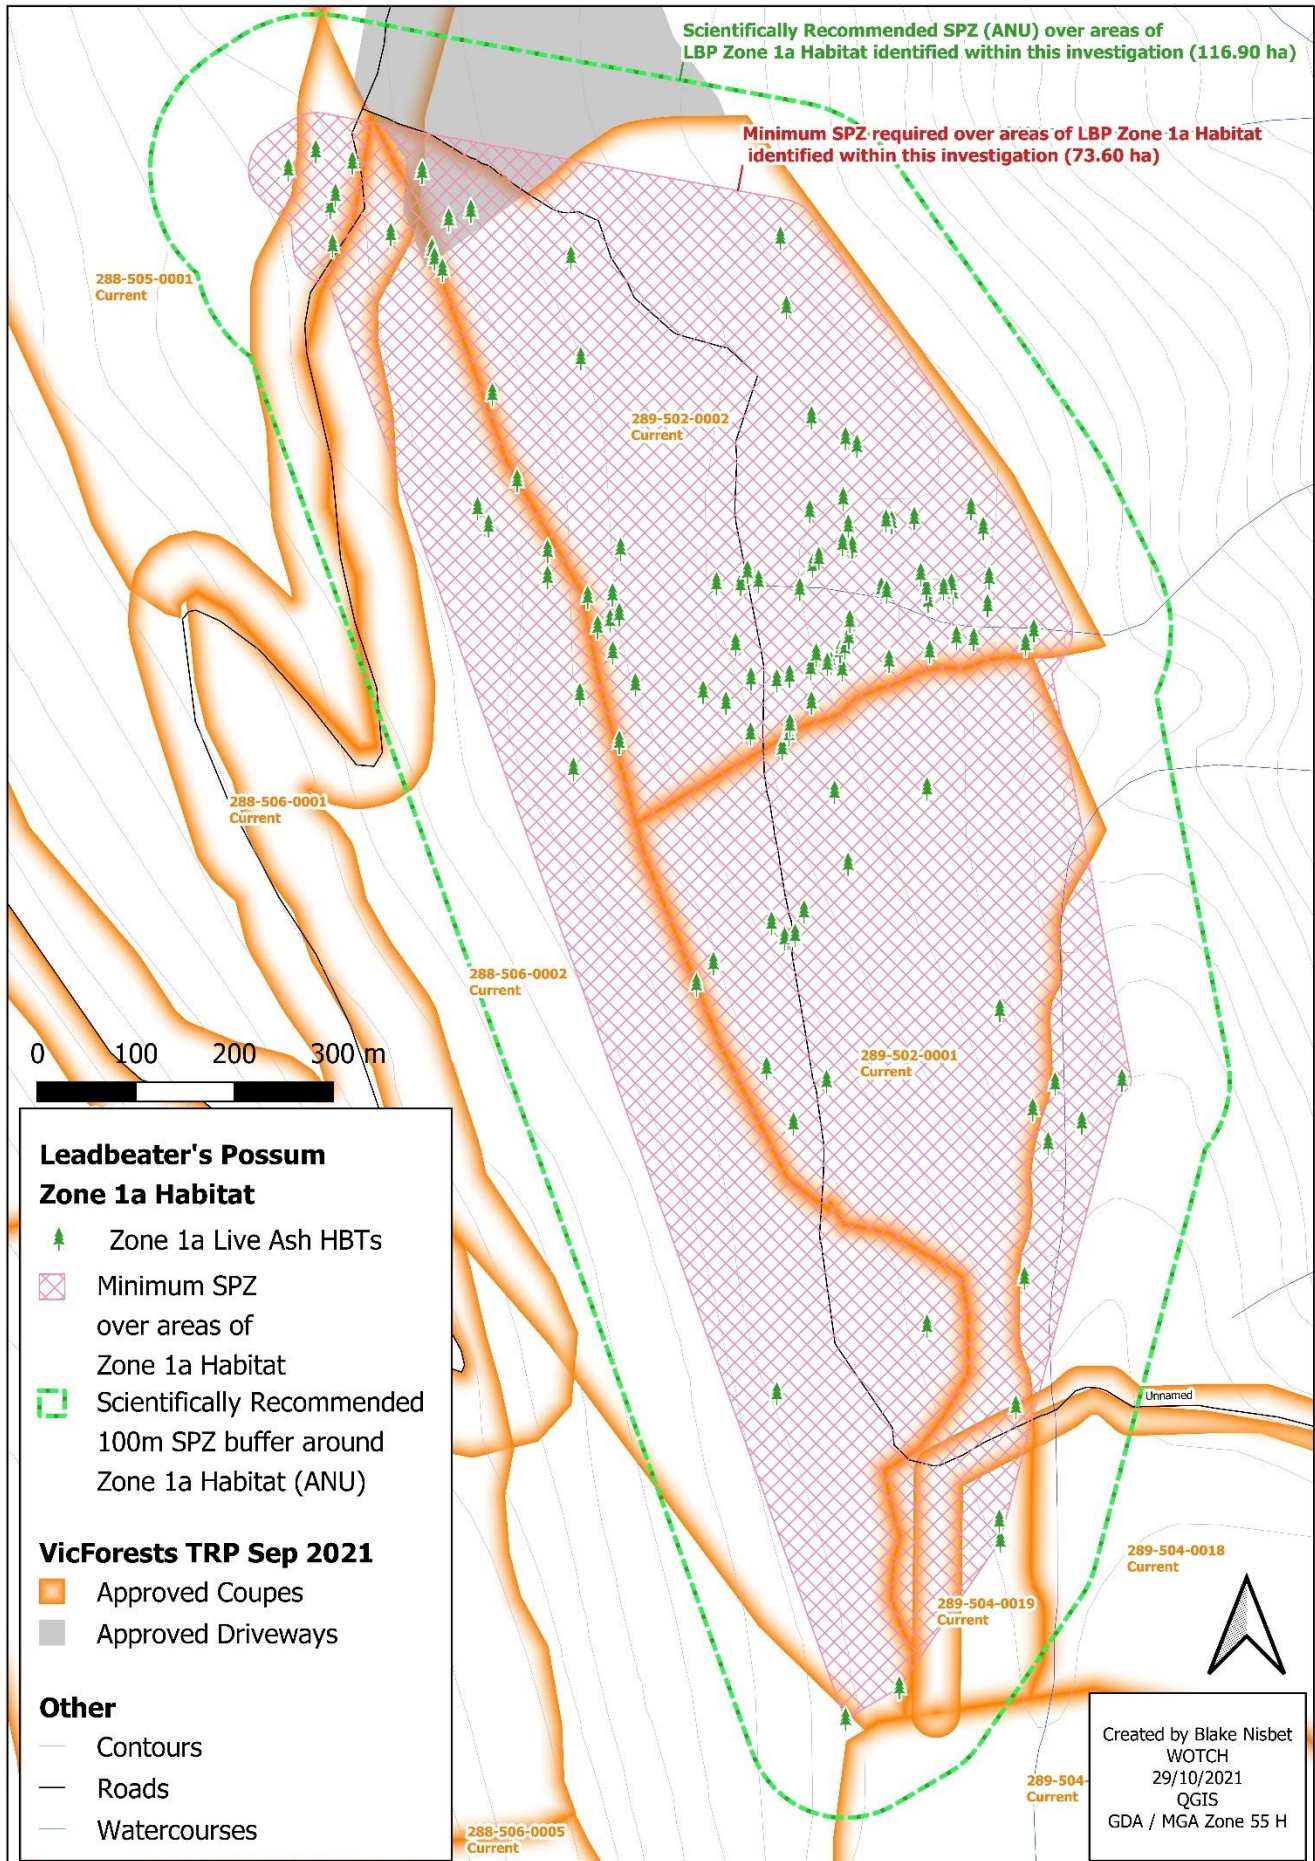 Scientifically Recommended SPZ (ANU) over areas of
LBP Zone 1a Habitat identified within this investigation (116.90 ha)
Minimum SPZ required over areas of LBP Zone 1a Habitat
identified within this investigation (73.60 ha)
288-505-0001
Current
289-502-0002
Current
288-506-0001
Current
288-506-0002
Current
289-502-0001
Current
0 100 200 300 m
Unnamed
289-504-0018
Current
289-504-0019
Current
289-504-
Current
288-506-0005
Current
Leadbeater's Possum
Zone 1a Habitat
Zone 1a Live Ash HBTs
Minimum SPZ
over areas of
Zone 1a Habitat
Scientifically Recommended
100m SPZ buffer around
Zone 1a Habitat (ANU)
VicForests TRP Sep 2021
Approved Coupes
Approved Driveways
Other
Contours
Roads
Watercourses
Created by Blake Nisbet
WOTCH
29/10/2021
QGIS
GDA / MGA Zone 55 H